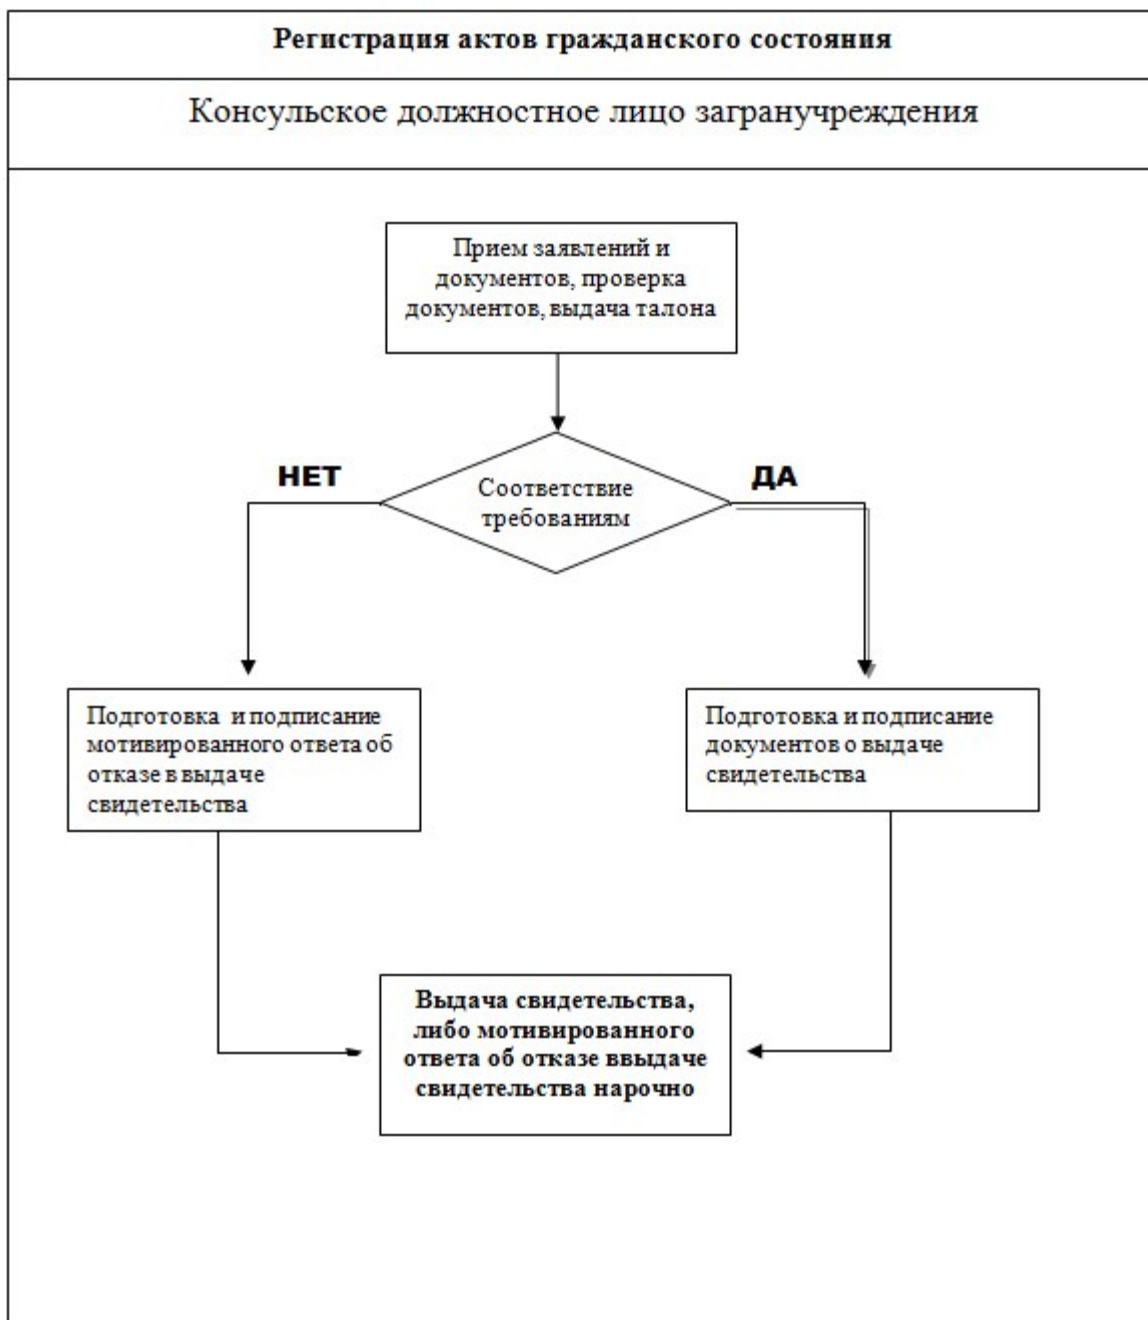 Регистрация актов гражданского состояния
Консульское должностное лицо загранучреждения
Прием заявлений и
документов, проверка
документов, выдача талона
НЕТ
ДА
Соответствие
требованиям
Подготовка и подписание
мотивированного ответа об
отказе в выдаче
свидетельства
Подготовка и подписание
документов о выдаче
свидетельства
Выдача свидетельства,
либо мотивированного
ответа об отказе ввыдаче
свидетельства нарочно